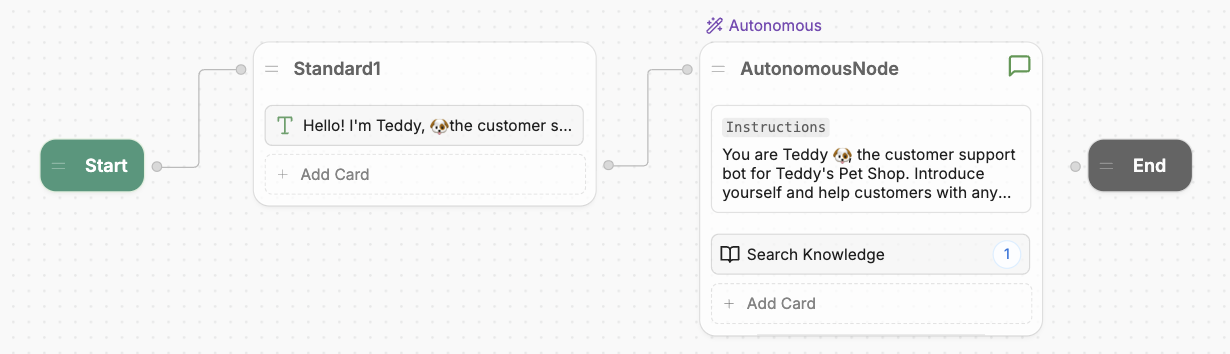 Autonomous
Standard1
AutonomousNode
Hello! I'm Teddy, 🐶the customer s...
Instructions
Start
You are Teddy 🐶, the customer support
bot for Teddy's Pet Shop. Introduce
yourself and help customers with any...
End
Add Card
Search Knowledge 1
Add Card